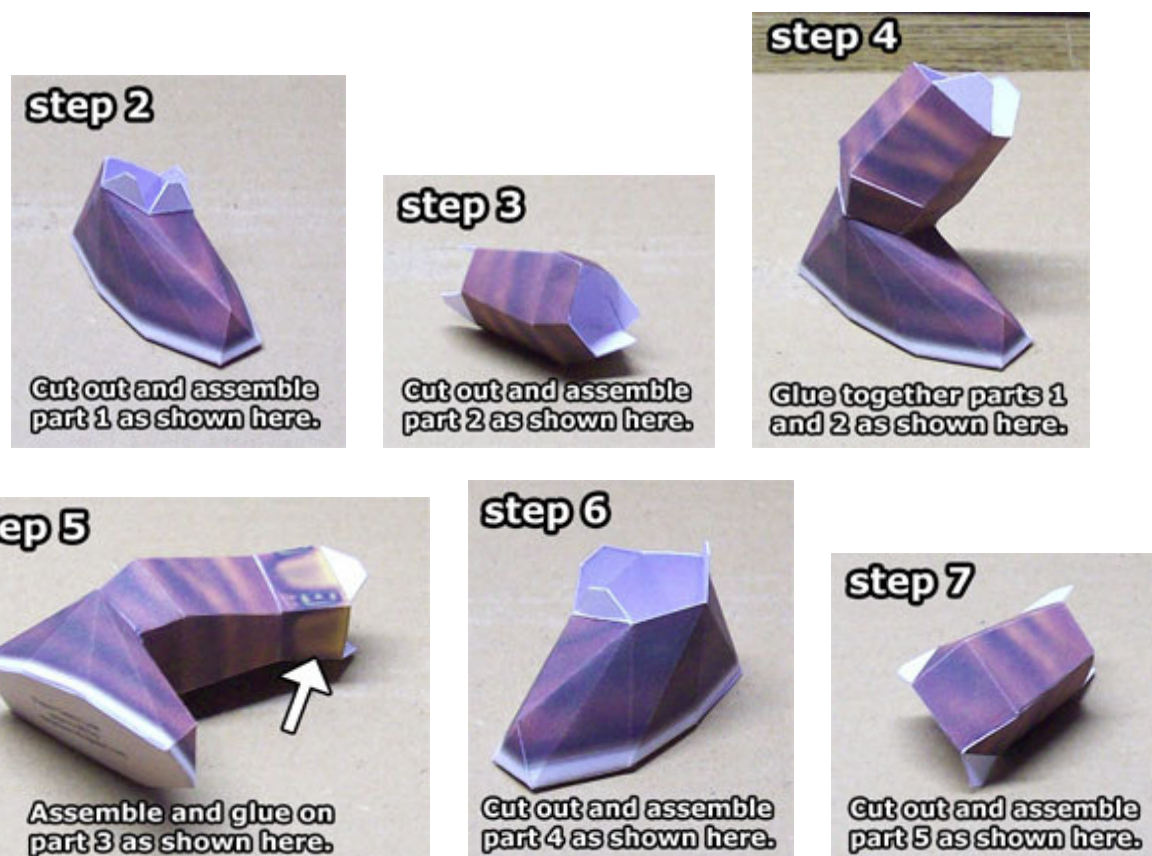 step 2
Cut out and assemble
part 1 as shown here.
step 3
Cut out and assemble
part 2 as shown here.
step 4
Glue together parts 1
and 2 as shown here.
ep 5
Assemble and glue on
part 3 as shown here.
step 6
Cut out and assemble
part 4 as shown here.
step 7
Cut out and assemble
part 5 as shown here.